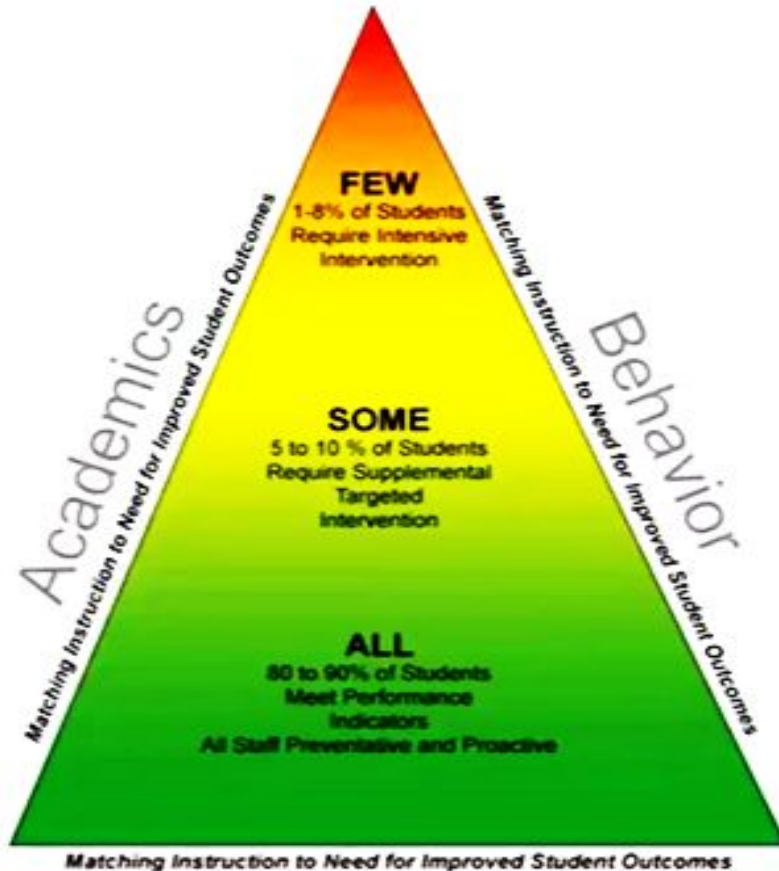 FEW
1-8% of Students
Require Intensive
Intervention
Academics
Matching Instruction to Need for Improved Student Outcomes
Matching Instruction to Need for Improved Student Outcomes
Behavior
SOME
5 to 10 % of Students
Require Supplemental
Targeted
Intervention
ALL
80 to 90% of Students
Meet Performance
Indicators
All Staff Preventative and Proactive
Matching Instruction to Need for Improved Student Outcomes